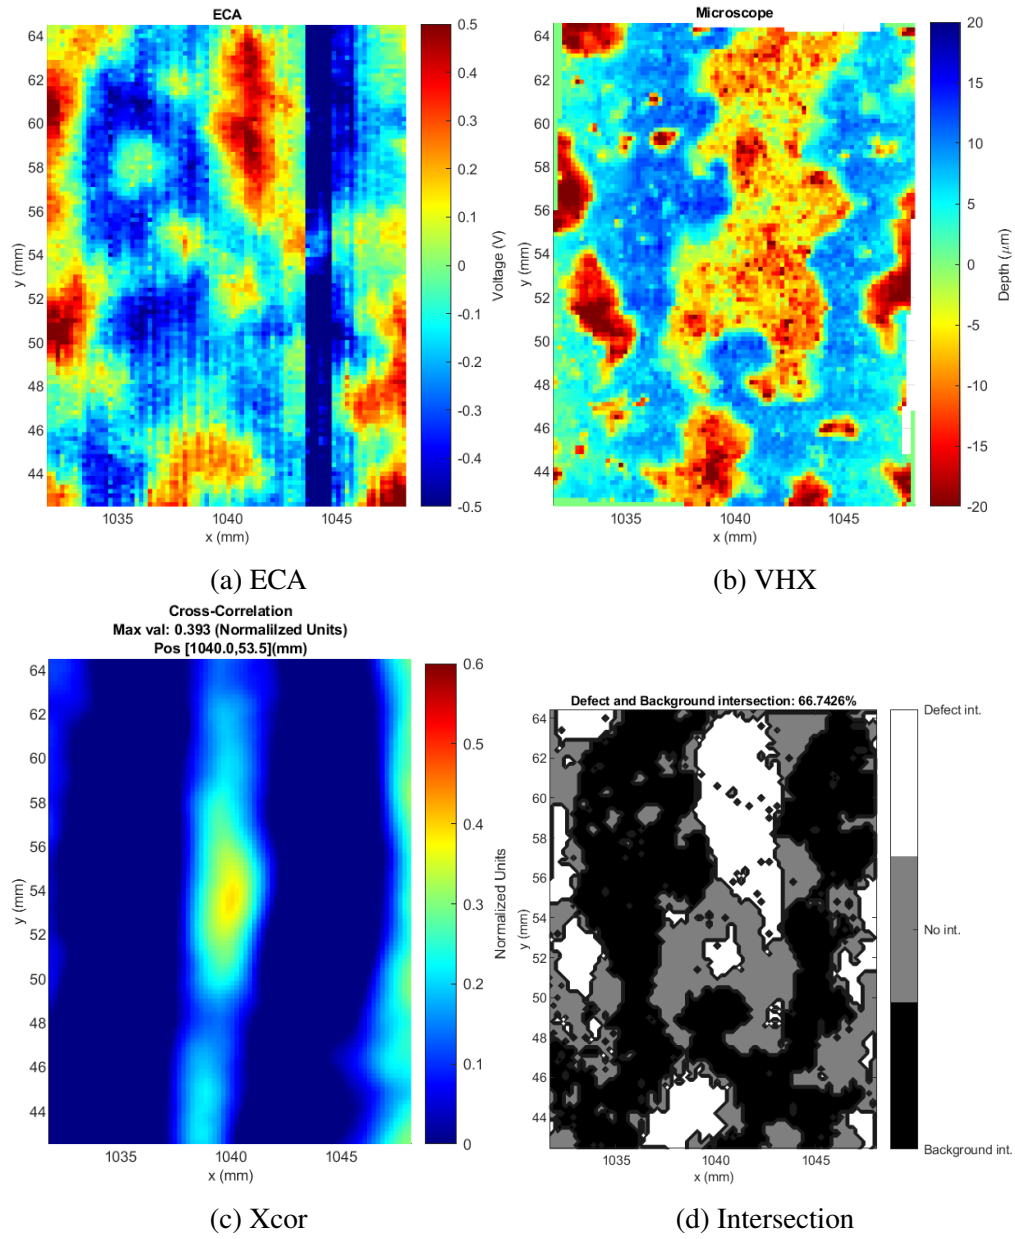 ECA
64
62
60
58
56
54
52
50
48
46
44
y (mm)
1035 1040 1045
x (mm)
0.5
0.4
0.3
0.2
0.1
0
-0.1
-0.2
-0.3
-0.4
-0.5
Voltage (V)
(a) ECA
Microscope
64
62
60
58
56
54
52
50
48
46
44
y (mm)
1035 1040 1045
x (mm)
20
15
10
5
0
-5
-10
-15
-20
Depth (μm)
(b) VHX
Cross-Correlation
Max val: 0.393 (Normalilzed Units)
Pos [1040.0,53.5](mm)
64
62
60
58
56
54
52
50
48
46
44
y (mm)
1035 1040 1045
x (mm)
0.6
0.5
0.4
0.3
0.2
0.1
0
Normalized Units
(c) Xcor
Defect and Background intersection: 66.7426%
64
62
60
58
56
54
52
50
48
46
44
y (mm)
1035 1040 1045
x (mm)
Defect int.
No int.
Background int.
(d) Intersection